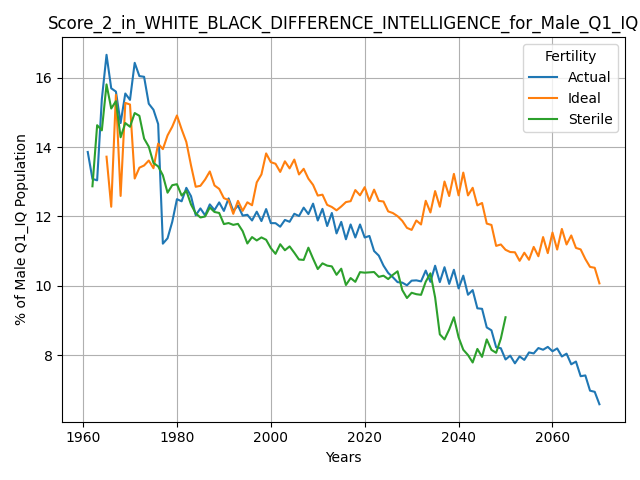 Score_2_in_WHITE_BLACK_DIFFERENCE_INTELLIGENCE_for_Male_Q1_IQ
Fertility
Actual
Ideal
Sterile
% of Male Q1_IQ Population
16
14
12
10
8
1960
1980
2000
2020
2040
2060
Years